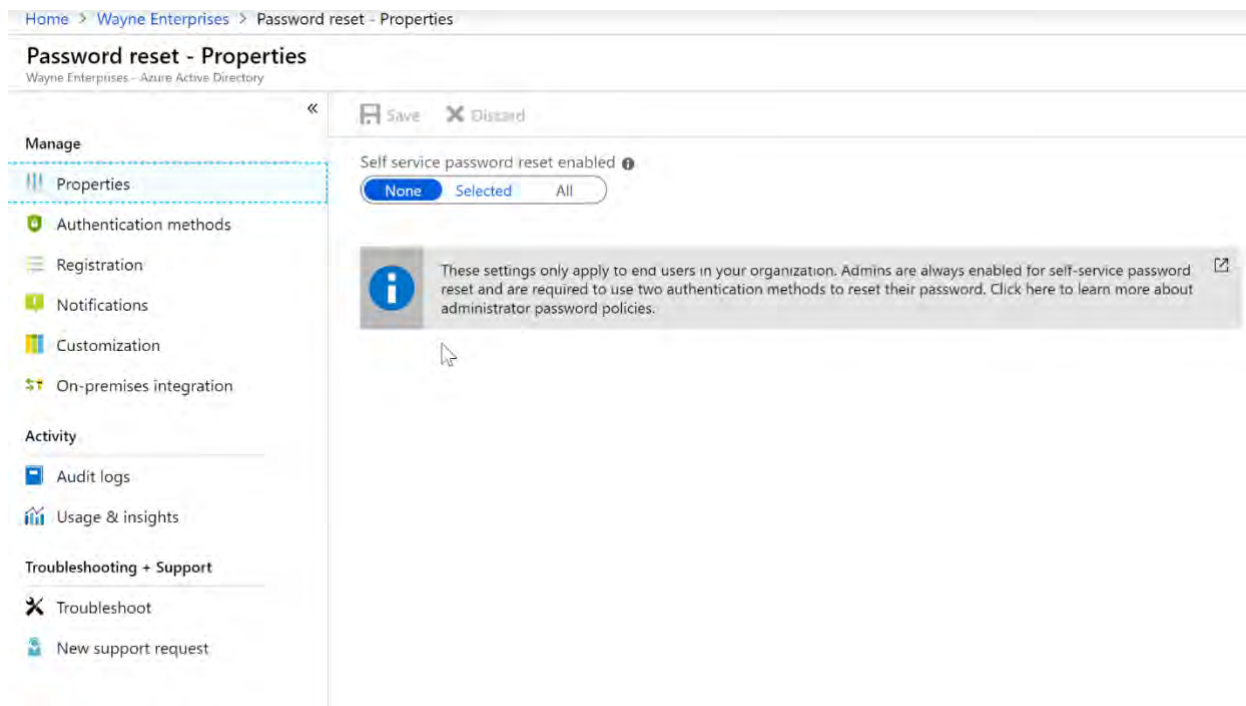 Home > Wayne Enterprises > Password reset - Properties
Password reset - Properties
Wayne Enterprises - Azure Active Directory
«
Save Discard
Manage
Properties
Authentication methods
Registration
Notifications
Customization
On-premises integration
Activity
Audit logs
Usage & insights
Troubleshooting + Support
Troubleshoot
New support request
Self service password reset enabled
None Selected All
These settings only apply to end users in your organization. Admins are always enabled for self-service password
reset and are required to use two authentication methods to reset their password. Click here to learn more about
administrator password policies.